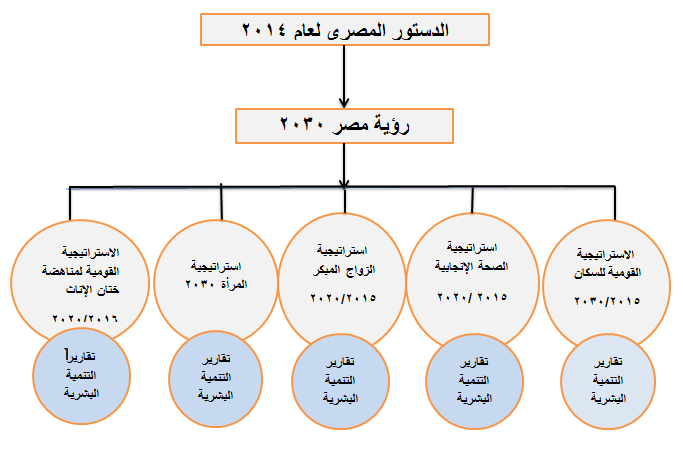 الدستور المصرى لعام ٢٠١٤
رؤية مصر ٢٠٣٠
الاستراتيجية
القومية للسكان
٢٠٣٠/٢٠١٥
استراتيجية
الصحة الإنجابية
٢٠١٥ /٢٠٢٠
استراتيجية
الزواج المبكر
٢٠٢٠/٢٠١٥
استراتيجية
المرأة ٢٠٣٠
الاستراتيجية
القومية لمناهضة
ختان الإناث
٢٠٢٠/٢٠١٦
تقارير
التنمية
البشرية
تقارير
التنمية
البشرية
تقارير
التنمية
البشرية
تقارير
التنمية
البشرية
تقاريراً
التنمية
البشرية